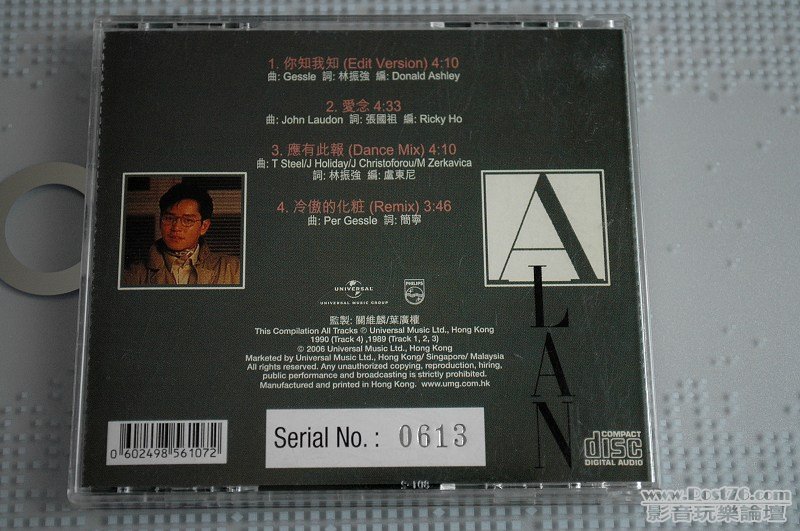 1. 你知我知 (Edit Version) 4:10
曲: Gessle 詞: 林振強 編: Donald Ashley
2. 愛念 4:33
曲: John Laudon 詞: 張國祖 編: Ricky Ho
3. 應有此報 (Dance Mix) 4:10
曲: T Steel/J Holiday/J Christoforou/M Zerkavica
詞: 林振強 編: 盧東尼
4. 冷傲的化粧 (Remix) 3:46
曲: Per Gessle 詞: 簡寧
A
LAN
UNIVERSAL
UNIVERSAL MUSIC GROUP
PHILIPS
監製: 關維麟/葉廣權
This Compilation All Tracks ℗ Universal Music Ltd., Hong Kong
1990 (Track 4) ,1989 (Track 1, 2, 3)
© 2006 Universal Music Ltd., Hong Kong
Marketed by Universal Music Ltd., Hong Kong/ Singapore/ Malaysia
All rights reserved. Any unauthorized copying, reproduction, hiring,
public performance and broadcasting is strictly prohibited.
Manufactured and printed in Hong Kong. www.umg.com.hk
0 602498 561072
Serial No. : 0613
COMPACT
disc
DIGITAL AUDIO
S-108
www.Post76.com
影音玩樂論壇